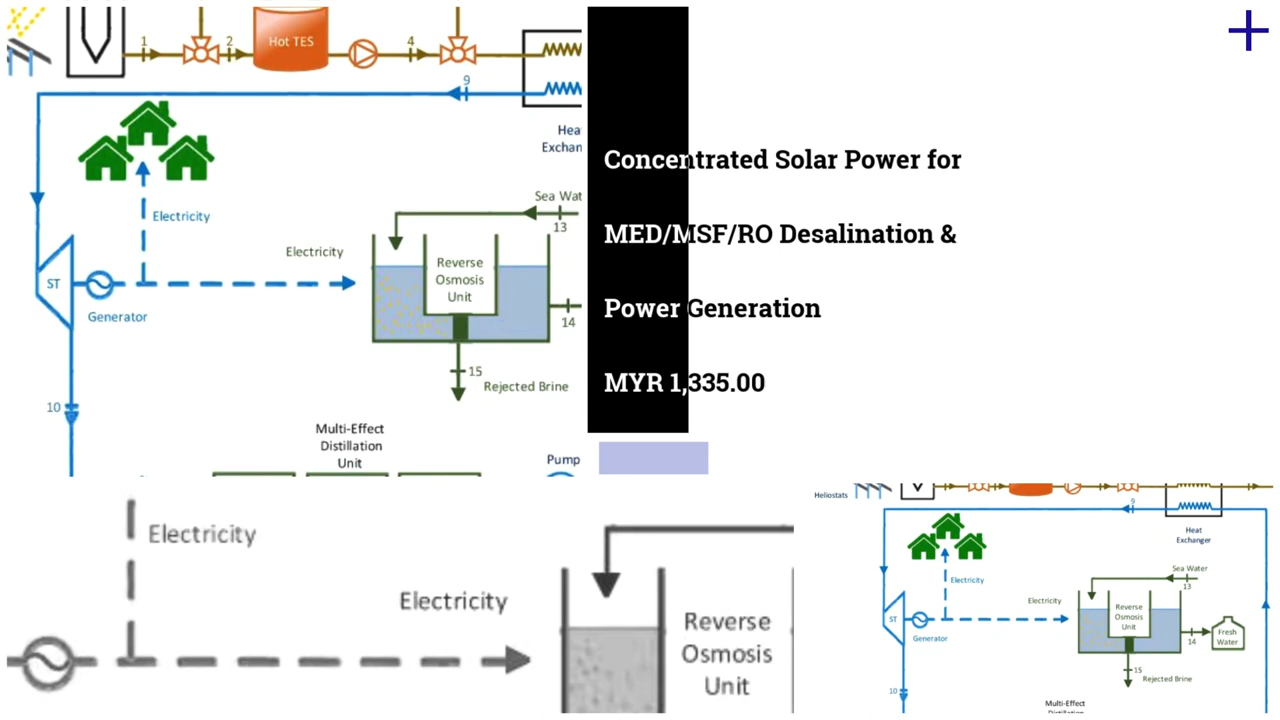 1
2
Hot TES
4
9
Hea
Exchan
Electricity
Sea Wat
13
Electricity
ST
Generator
Reverse
Osmosis
Unit
14
15
Rejected Brine
10
Multi-Effect
Distillation
Unit
Pump
Concentrated Solar Power for
MED/MSF/RO Desalination &
Power Generation
MYR 1,335.00
Electricity
Electricity
Reverse
Osmosis
Unit
Heliostats
9
Heat
Exchanger
Electricity
Sea Water
13
Electricity
ST
Generator
Reverse
Osmosis
Unit
14
Fresh
Water
15
Rejected Brine
10
Multi-Effect